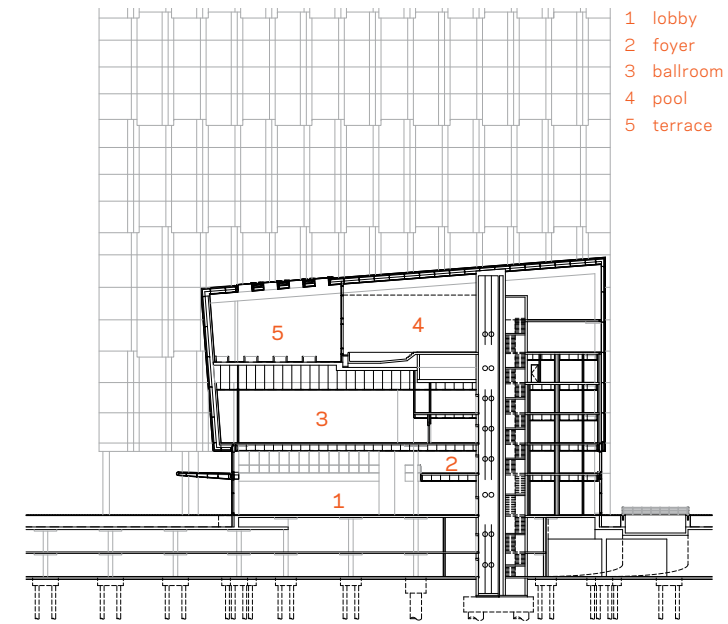 1 lobby
2 foyer
3 ballroom
4 pool
5 terrace
5
4
3
2
1